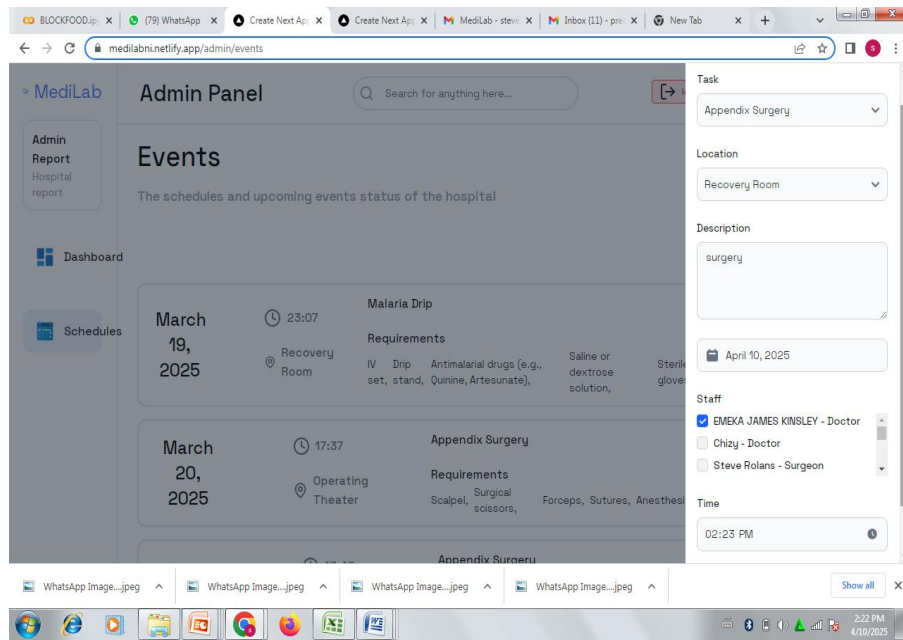 BLOCKFOOD.ip
(79) WhatsApp
Create Next Ap
Create Next Ap
MediLab - steve
Inbox (11) - pre
New Tab
medilabni.netlify.app/admin/events
MediLab
Admin Panel
Search for anything here...
Admin
Report
Hospital
report
Dashboard
Schedules
Events
The schedules and upcoming events status of the hospital
March
19,
2025
23:07
Recovery
Room
Malaria Drip
Requirements
IV set,
Drip stand,
Antimalarial drugs (e.g.,
Quinine, Artesunate),
Saline or
dextrose
solution,
Sterile
gloves
March
20,
2025
17:37
Operating
Theater
Appendix Surgery
Requirements
Scalpel,
Surgical
scissors,
Forceps, Sutures, Anesthesi
Appendix Surgery
Task
Appendix Surgery
Location
Recovery Room
Description
surgery
April 10, 2025
Staff
EMEKA JAMES KINSLEY - Doctor
Chizy - Doctor
Steve Rolans - Surgeon
Time
02:23 PM
WhatsApp Image....jpeg
WhatsApp Image....jpeg
WhatsApp Image....jpeg
WhatsApp Image....jpeg
Show all
2:22 PM
4/10/2025